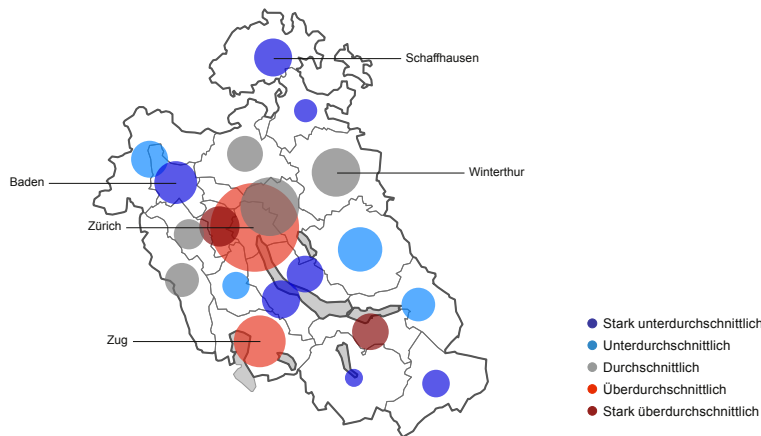 Schaffhausen
Winterthur
Baden
Zürich
Zug
Stark unterdurchschnittlich
Unterdurchschnittlich
Durchschnittlich
Überdurchschnittlich
Stark überdurchschnittlich